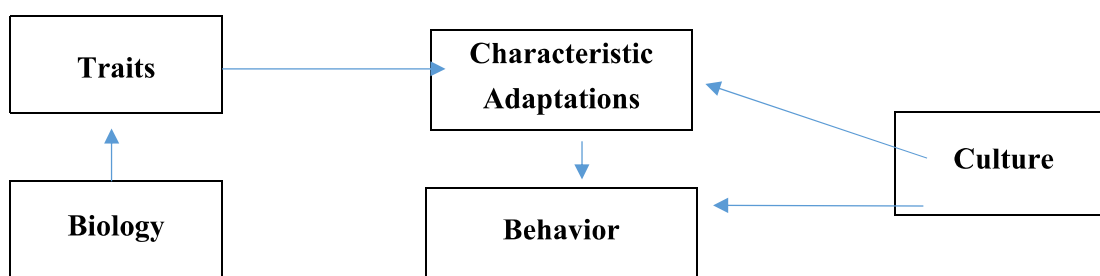 Traits
Characteristic
Adaptations
Culture
Biology
Behavior